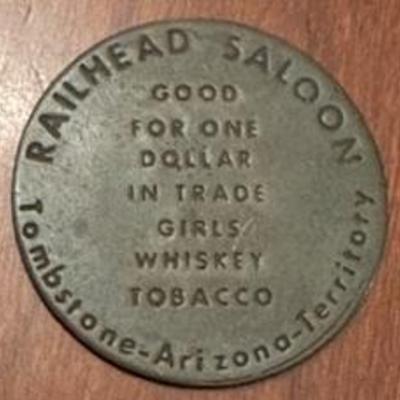 RAILHEAD SALOON
GOOD
FOR ONE
DOLLAR
IN TRADE
GIRLS
WHISKEY
TOBACCO
Tombstone-Arizona-Territory